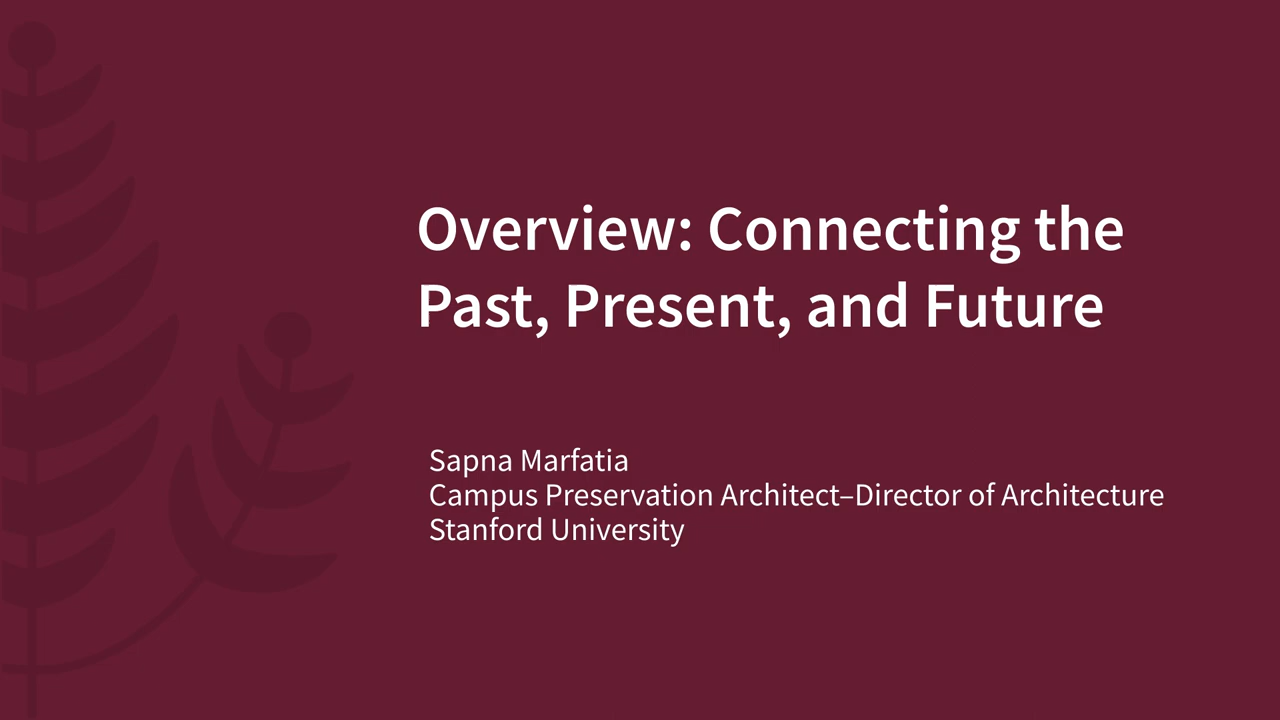 Overview: Connecting the
Past, Present, and Future
Sapna Marfatia
Campus Preservation Architect–Director of Architecture
Stanford University